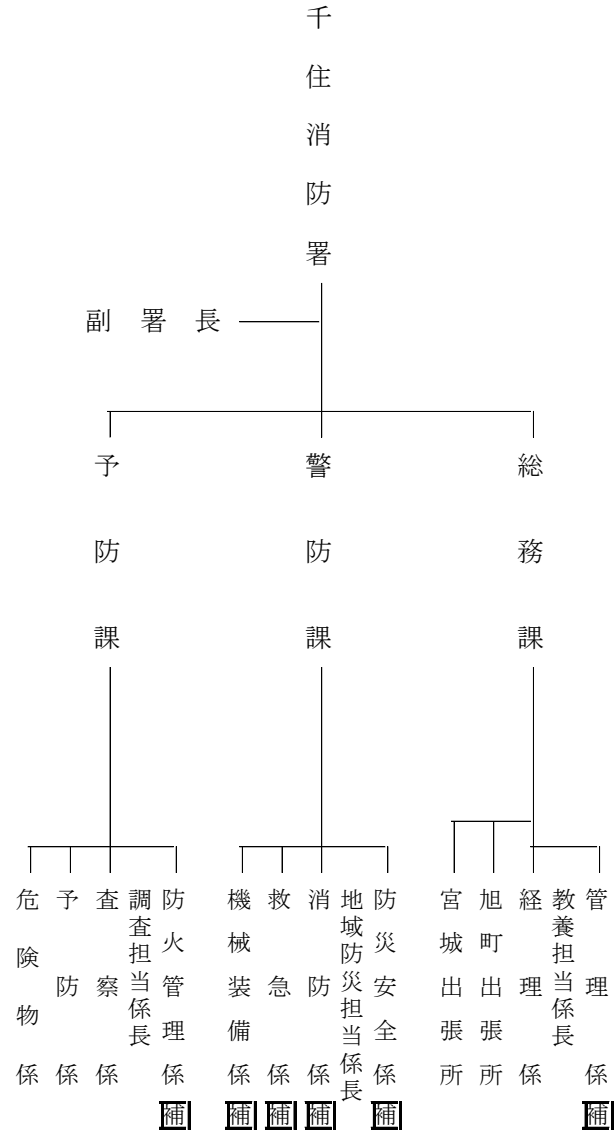 千住消防署
副署長
総務課
警防課
予防課
管理係 補
教養担当係長
経理係
旭町出張所
宮城出張所
防災安全係 補
地域防災担当係長
消防係 補
救急係 補
機械装備係 補
防火管理係 補
調査担当係長
査察係
予防係
危険物係